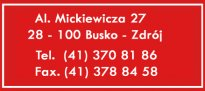 Al. Mickiewicza 27
28 - 100 Busko - Zdrój
Tel. (41) 370 81 86
Fax. (41) 378 84 58